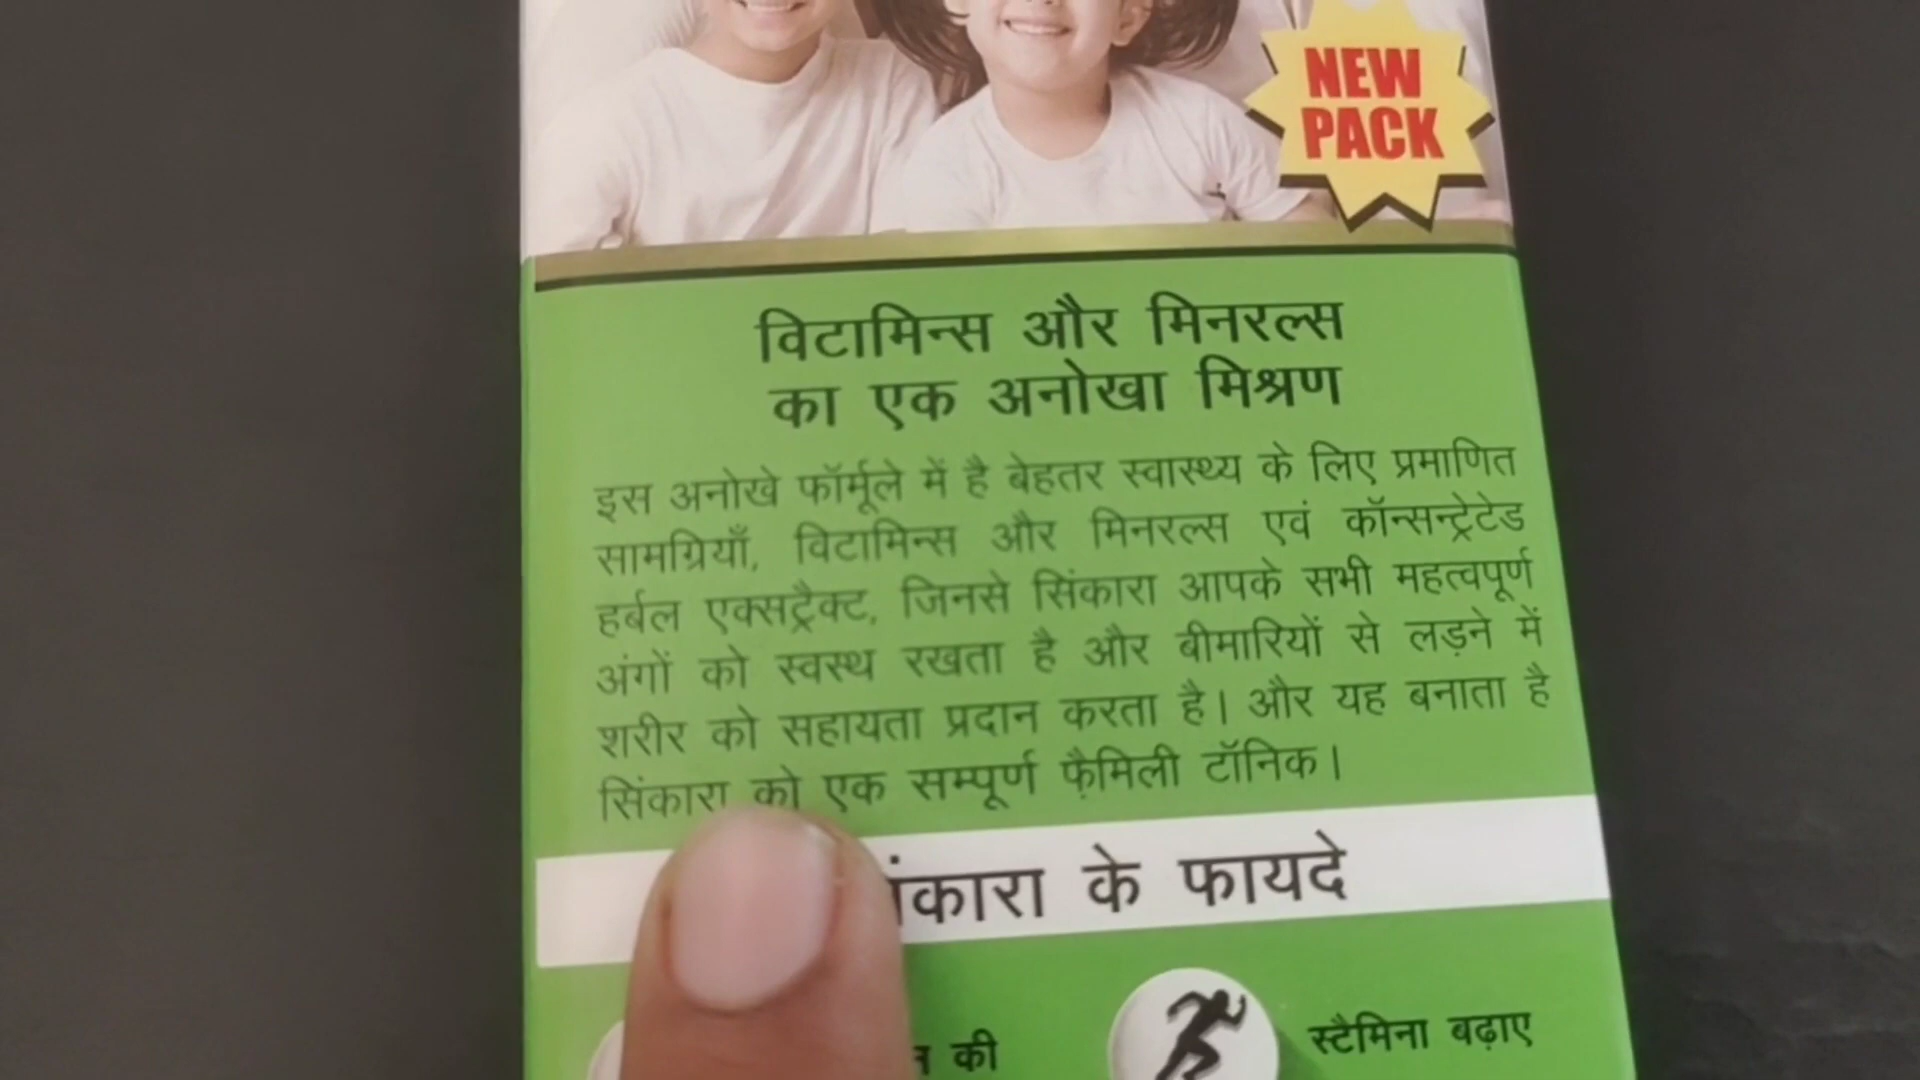 NEW
PACK
विटामिन्स और मिनरल्स
का एक अनोखा मिश्रण
इस अनोखे फॉर्मूले में है बेहतर स्वास्थ्य के लिए प्रमाणित
सामग्रियाँ, विटामिन्स और मिनरल्स एवं कॉन्सन्ट्रेटेड
हर्बल एक्सट्रैक्ट, जिनसे सिंकारा आपके सभी महत्वपूर्ण
अंगों को स्वस्थ रखता है और बीमारियों से लड़ने में
शरीर को सहायता प्रदान करता है। और यह बनाता है
सिंकारा को एक सम्पूर्ण फ़ैमिली टॉनिक।
के फायदे
की
स्टैमिना बढ़ाए